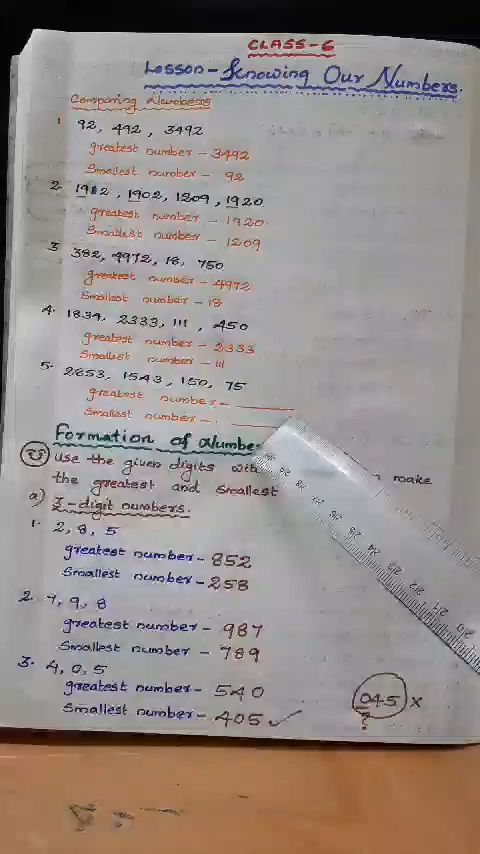 CLASS-6
Lesson - Knowing Our Numbers.
Comparing Numbers
1. 92, 492, 3492
greatest number - 3492
Smallest number - 92
2. 1912, 1902, 1209, 1920
greatest number - 1920.
Smallest number - 1209
3. 382, 4972, 18, 750
greatest number - 4972
Smallest number - 18
4. 1834, 2333, 111, 450
greatest number - 2333
Smallest number - 111
5. 2853, 1543, 150, 75
greatest number -
Smallest number -
Formation of Numbe
Use the given digits with make
the greatest and smallest
a) 3-digit numbers.
1. 2, 8, 5
greatest number - 852
Smallest number - 258
2. 7, 9, 8
greatest number - 987
Smallest number - 789
3. 4, 0, 5
greatest number - 540
Smallest number - 405 ✓
045 ×
?